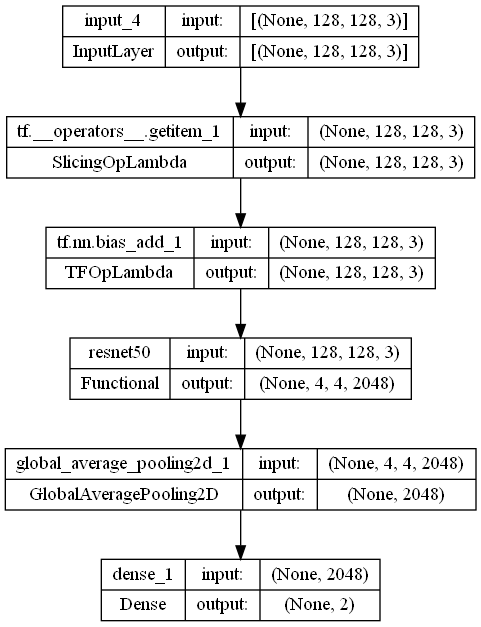 input_4 input: [(None, 128, 128, 3)]
InputLayer output: [(None, 128, 128, 3)]
tf.__operators__.getitem_1 input: (None, 128, 128, 3)
SlicingOpLambda output: (None, 128, 128, 3)
tf.nn.bias_add_1 input: (None, 128, 128, 3)
TFOpLambda output: (None, 128, 128, 3)
resnet50 input: (None, 128, 128, 3)
Functional output: (None, 4, 4, 2048)
global_average_pooling2d_1 input: (None, 4, 4, 2048)
GlobalAveragePooling2D output: (None, 2048)
dense_1 input: (None, 2048)
Dense output: (None, 2)